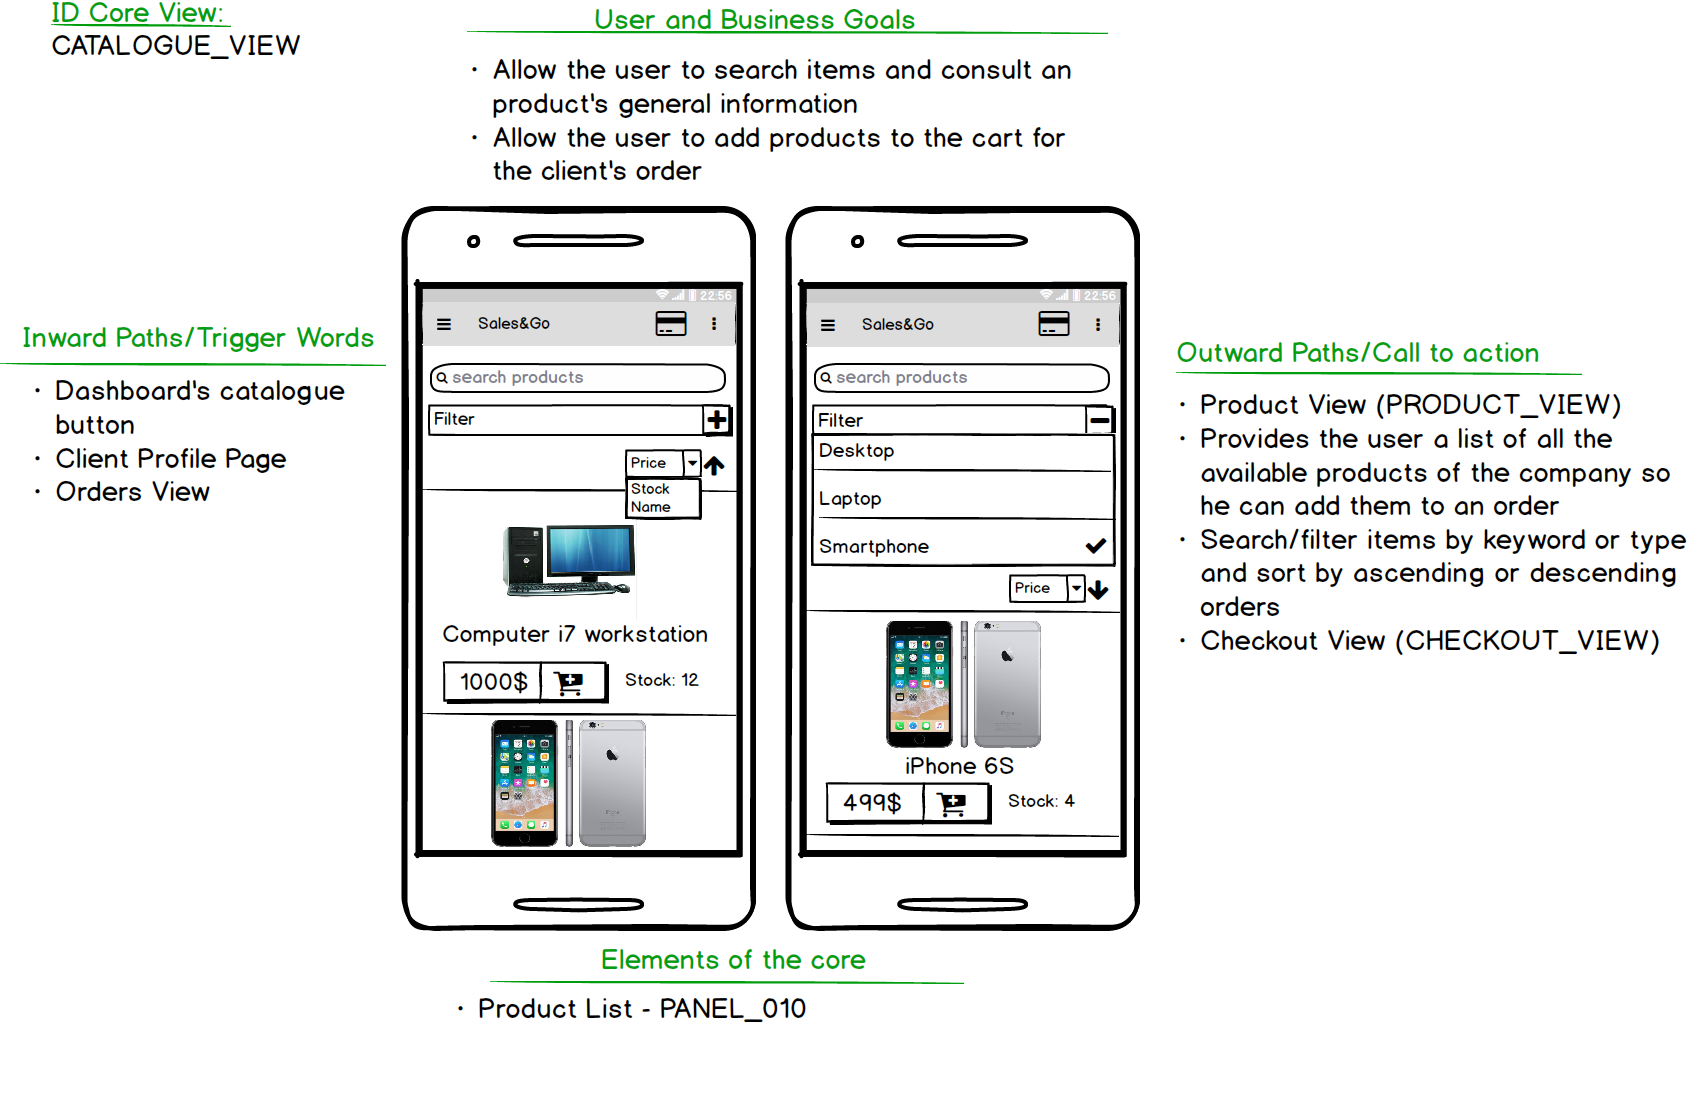 ID Core View:
CATALOGUE_VIEW
User and Business Goals
· Allow the user to search items and consult an
product's general information
· Allow the user to add products to the cart for
the client's order
Inward Paths/Trigger Words
· Dashboard's catalogue
button
· Client Profile Page
· Orders View
22:56
Sales&Go
search products
Filter
Price
Stock
Name
Computer i7 workstation
1000$
Stock: 12
22:56
Sales&Go
search products
Filter
Desktop
Laptop
Smartphone
Price
iPhone 6S
499$
Stock: 4
Outward Paths/Call to action
· Product View (PRODUCT_VIEW)
· Provides the user a list of all the
available products of the company so
he can add them to an order
· Search/filter items by keyword or type
and sort by ascending or descending
orders
· Checkout View (CHECKOUT_VIEW)
Elements of the core
· Product List - PANEL_010